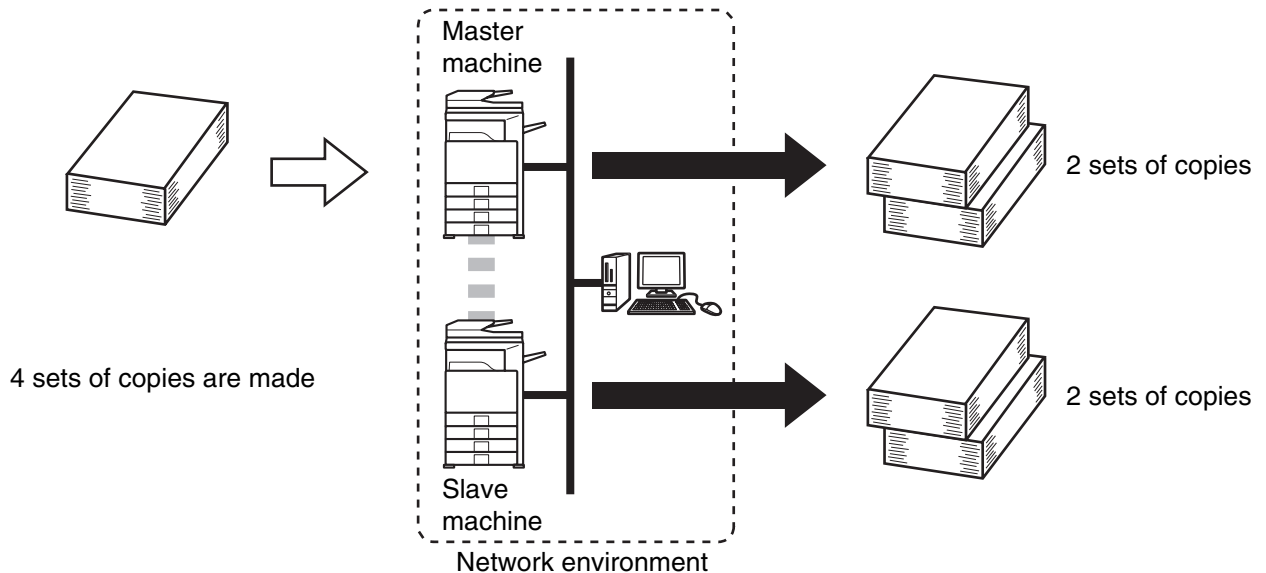 Master
machine
2 sets of copies
4 sets of copies are made
2 sets of copies
Slave
machine
Network environment